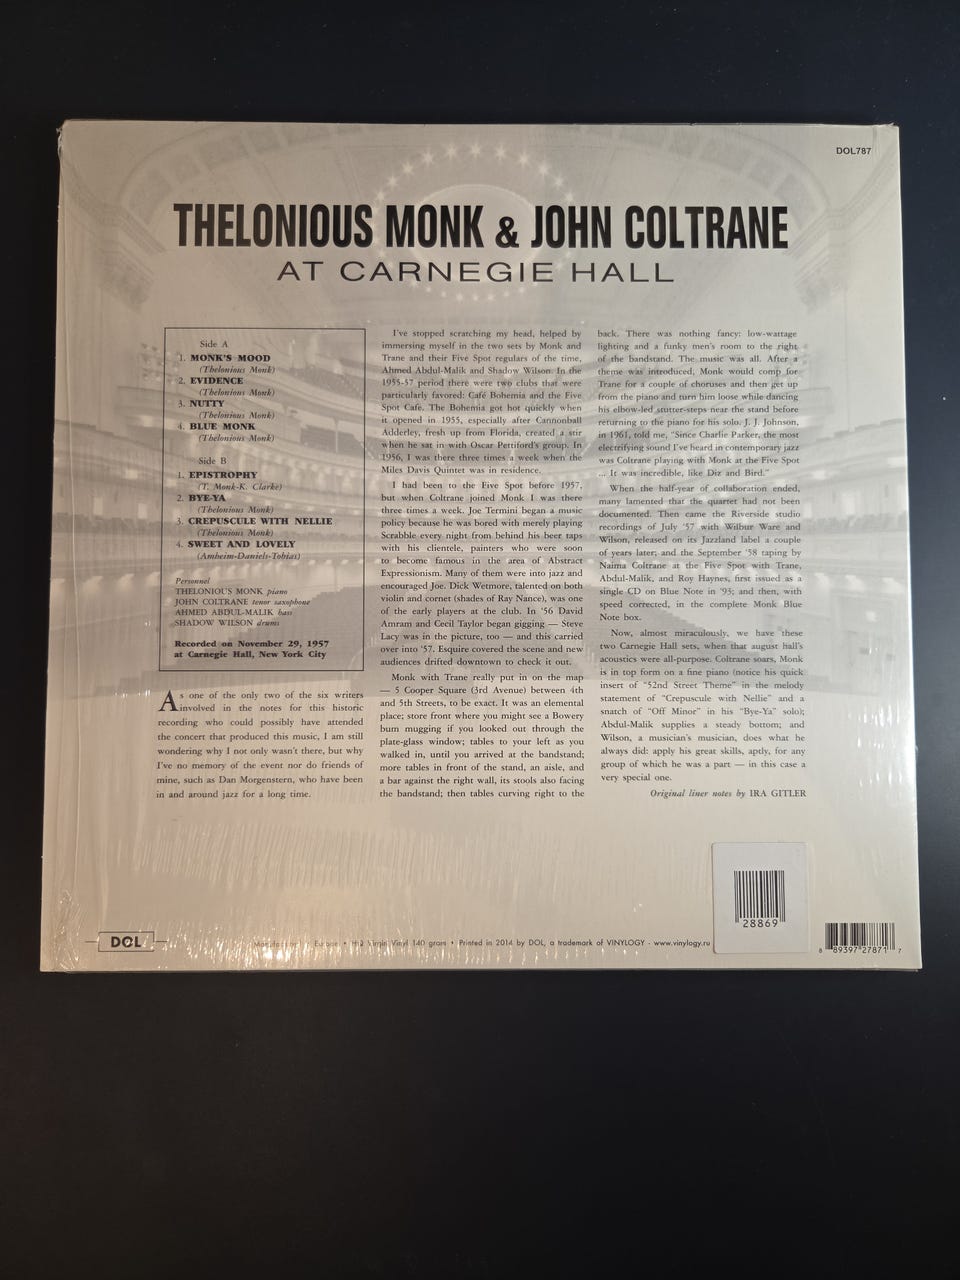 DOL787
THELONIOUS MONK & JOHN COLTRANE
AT CARNEGIE HALL
Side A
1. MONK'S MOOD
(Thelonious Monk)
2. EVIDENCE
(Thelonious Monk)
3. NUTTY
(Thelonious Monk)
4. BLUE MONK
(Thelonious Monk)
Side B
1. EPISTROPHY
(T. Monk-K. Clarke)
2. BYE-YA
(Thelonious Monk)
3. CREPUSCULE WITH NELLIE
(Thelonious Monk)
4. SWEET AND LOVELY
(Arnheim-Daniels-Tobias)
Personnel
THELONIOUS MONK piano
JOHN COLTRANE tenor saxophone
AHMED ABDUL-MALIK bass
SHADOW WILSON drums
Recorded on November 29, 1957
at Carnegie Hall, New York City
As one of the only two of the six writers
involved in the notes for this historic
recording who could possibly have attended
the concert that produced this music, I am still
wondering why I not only wasn't there, but why
I've no memory of the event nor do friends of
mine, such as Dan Morgenstern, who have been
in and around jazz for a long time.
I've stopped scratching my head, helped by
immersing myself in the two sets by Monk and
Trane and their Five Spot regulars of the time,
Ahmed Abdul-Malik and Shadow Wilson. In the
1955-57 period there were two clubs that were
particularly favored: Café Bohemia and the Five
Spot Cafe. The Bohemia got hot quickly when
it opened in 1955, especially after Cannonball
Adderley, fresh up from Florida, created a stir
when he sat in with Oscar Pettiford's group. In
1956, I was there three times a week when the
Miles Davis Quintet was in residence.
I had been to the Five Spot before 1957,
but when Coltrane joined Monk I was there
three times a week. Joe Termini began a music
policy because he was bored with merely playing
Scrabble every night from behind his beer taps
with his clientele, painters who were soon
to become famous in the area of Abstract
Expressionism. Many of them were into jazz and
encouraged Joe. Dick Wetmore, talented on both
violin and cornet (shades of Ray Nance), was one
of the early players at the club. In '56 David
Amram and Cecil Taylor began gigging — Steve
Lacy was in the picture, too — and this carried
over into '57. Esquire covered the scene and new
audiences drifted downtown to check it out.
Monk with Trane really put in on the map
— 5 Cooper Square (3rd Avenue) between 4th
and 5th Streets, to be exact. It was an elemental
place; store front where you might see a Bowery
bum mugging if you looked out through the
plate-glass window; tables to your left as you
walked in, until you arrived at the bandstand;
more tables in front of the stand, an aisle, and
a bar against the right wall, its stools also facing
the bandstand; then tables curving right to the
back. There was nothing fancy: low-wattage
lighting and a funky men's room to the right
of the bandstand. The music was all. After a
theme was introduced, Monk would comp for
Trane for a couple of choruses and then get up
from the piano and turn him loose while dancing
his elbow-led stutter-steps near the stand before
returning to the piano for his solo. J. J. Johnson,
in 1961, told me, "Since Charlie Parker, the most
electrifying sound I've heard in contemporary jazz
was Coltrane playing with Monk at the Five Spot
... It was incredible, like Diz and Bird."
When the half-year of collaboration ended,
many lamented that the quartet had not been
documented. Then came the Riverside studio
recordings of July '57 with Wilbur Ware and
Wilson, released on its Jazzland label a couple
of years later; and the September '58 taping by
Naima Coltrane at the Five Spot with Trane,
Abdul-Malik, and Roy Haynes, first issued as a
single CD on Blue Note in '93; and then, with
speed corrected, in the complete Monk Blue
Note box.
Now, almost miraculously, we have these
two Carnegie Hall sets, when that august hall's
acoustics were all-purpose. Coltrane soars, Monk
is in top form on a fine piano (notice his quick
insert of "52nd Street Theme" in the melody
statement of "Crepuscule with Nellie" and a
snatch of "Off Minor" in his "Bye-Ya" solo);
Abdul-Malik supplies a steady bottom; and
Wilson, a musician's musician, does what he
always did: apply his great skills, aptly, for any
group of which he was a part — in this case a
very special one.
Original liner notes by IRA GITLER
28869
DOL
Europe • HQ Virgin Vinyl 140 gram • Printed in 2014 by DOL, a trademark of VINYLOGY - www.vinylogy.ru
8 89397 27871 7